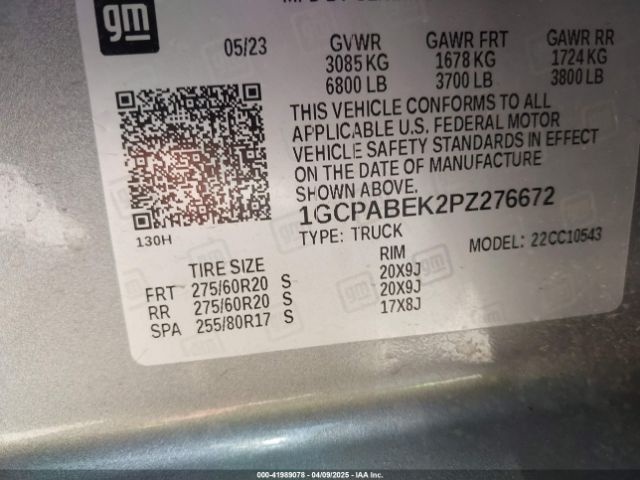 gm
05/23
GVWR
3085 KG
6800 LB
GAWR FRT
1678 KG
3700 LB
GAWR RR
1724 KG
3800 LB
THIS VEHICLE CONFORMS TO ALL
APPLICABLE U.S. FEDERAL MOTOR
VEHICLE SAFETY STANDARDS IN EFFECT
ON THE DATE OF MANUFACTURE
SHOWN ABOVE.
1GCPABEK2PZ276672
TYPE: TRUCK
MODEL: 22CC10543
130H
TIRE SIZE
RIM
FRT 275/60R20 S 20X9J
RR 275/60R20 S 20X9J
SPA 255/80R17 S 17X8J
000-41989078 | 04/09/2025 | IAA Inc.